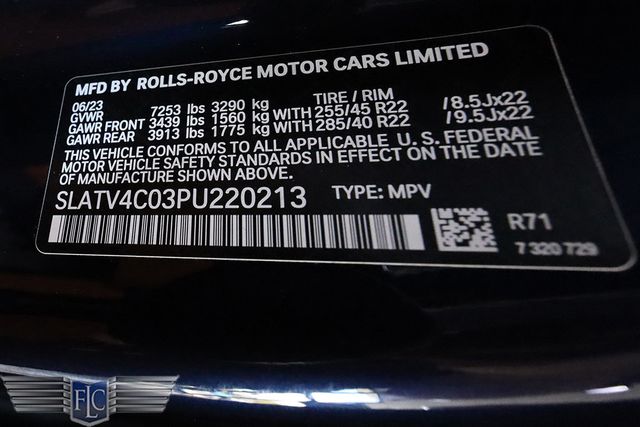 MFD BY ROLLS-ROYCE MOTOR CARS LIMITED
06/23
GVWR 7253 lbs 3290 kg TIRE / RIM
GAWR FRONT 3439 lbs 1560 kg WITH 255/45 R22 /8.5Jx22
GAWR REAR 3913 lbs 1775 kg WITH 285/40 R22 /9.5Jx22
THIS VEHICLE CONFORMS TO ALL APPLICABLE U. S. FEDERAL
MOTOR VEHICLE SAFETY STANDARDS IN EFFECT ON THE DATE
OF MANUFACTURE SHOWN ABOVE.
SLATV4C03PU220213 TYPE: MPV
R71
7 320 729
FLC